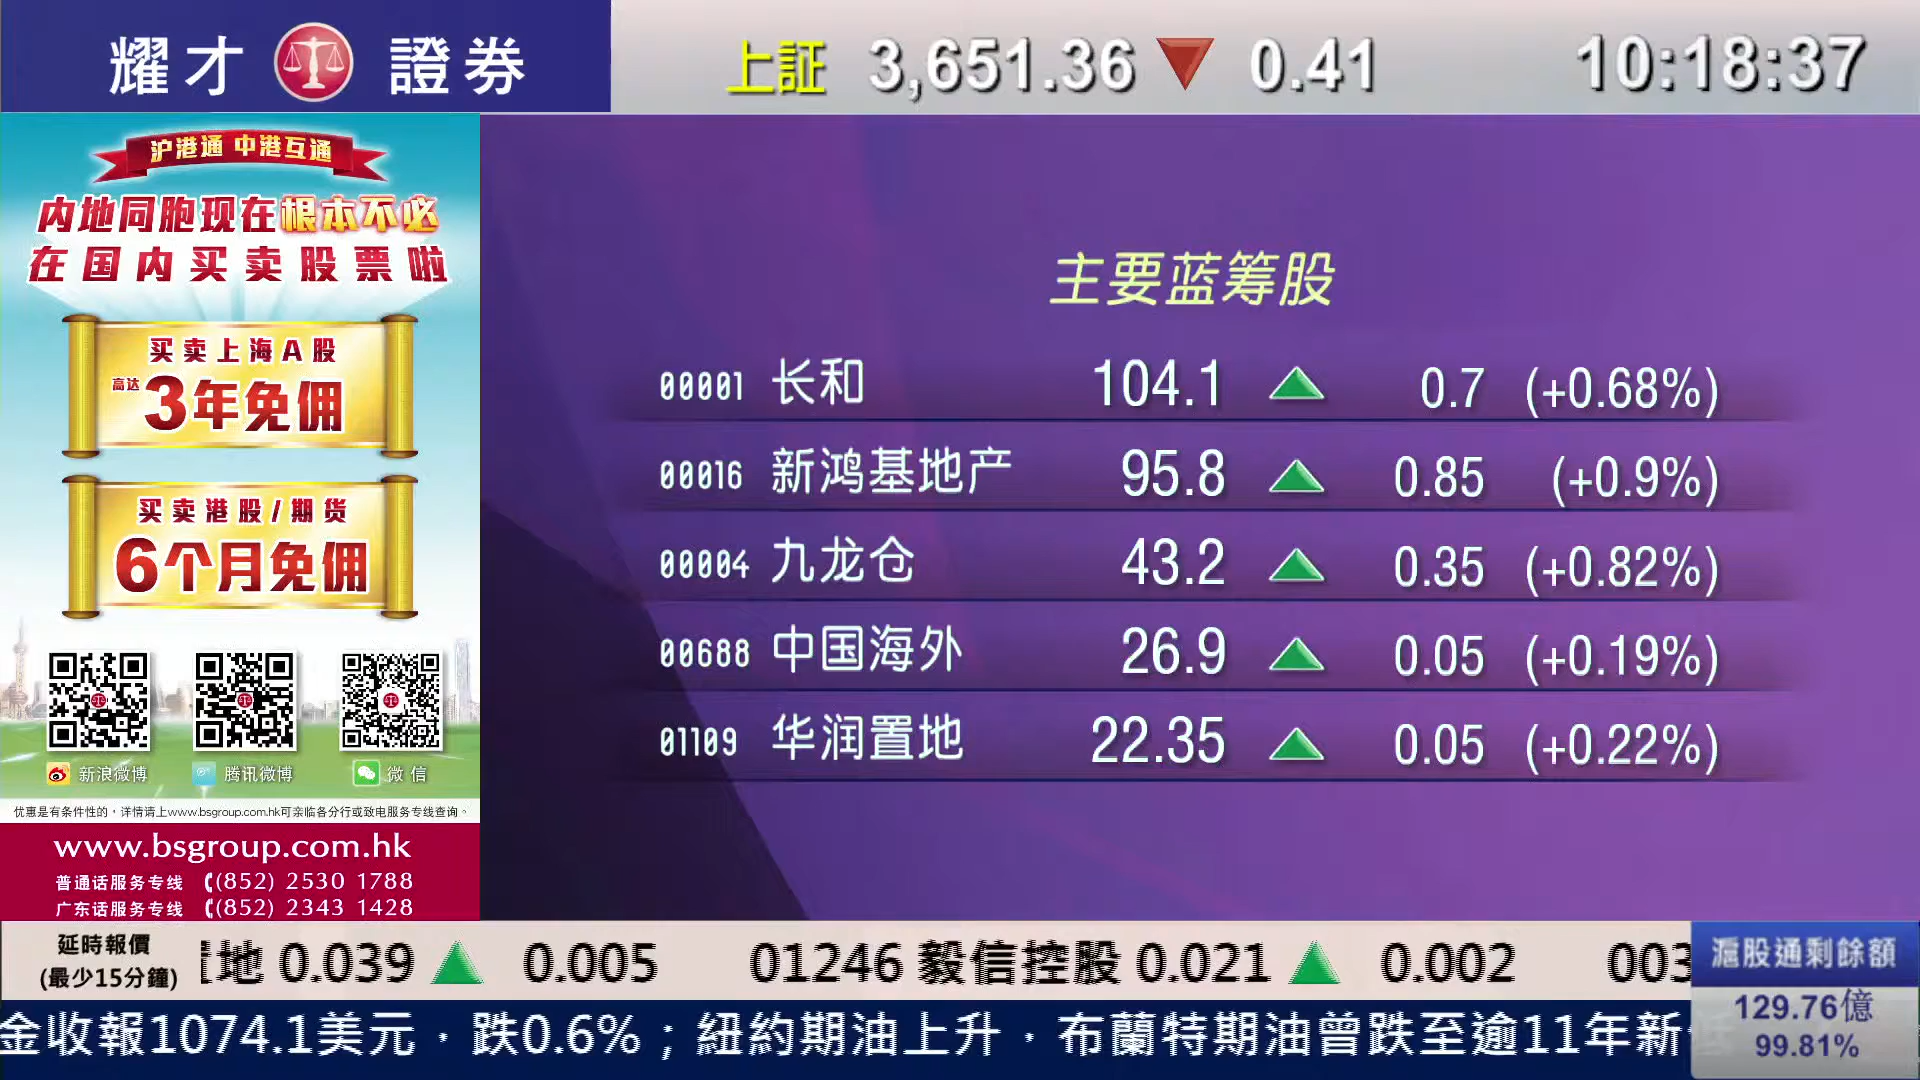 耀才 證券
上証 3,651.36 ▼ 0.41
10:18:37
沪港通 中港互通
内地同胞现在根本不必
在国内买卖股票啦
买卖上海A股
高达3年免佣
买卖港股/期货
6个月免佣
新浪微博 腾讯微博 微信
优惠是有条件性的，详情请上www.bsgroup.com.hk可亲临各分行或致电服务专线查询。
www.bsgroup.com.hk
普通话服务专线 (852) 2530 1788
广东话服务专线 (852) 2343 1428
主要蓝筹股
00001 长和 104.1 ▲ 0.7 (+0.68%)
00016 新鸿基地产 95.8 ▲ 0.85 (+0.9%)
00004 九龙仓 43.2 ▲ 0.35 (+0.82%)
00688 中国海外 26.9 ▲ 0.05 (+0.19%)
01109 华润置地 22.35 ▲ 0.05 (+0.22%)
延時報價
(最少15分鐘)
地 0.039 ▲ 0.005 01246 毅信控股 0.021 ▲ 0.002 003
滬股通剩餘額
129.76億
99.81%
金收報1074.1美元，跌0.6%；紐約期油上升，布蘭特期油曾跌至逾11年新